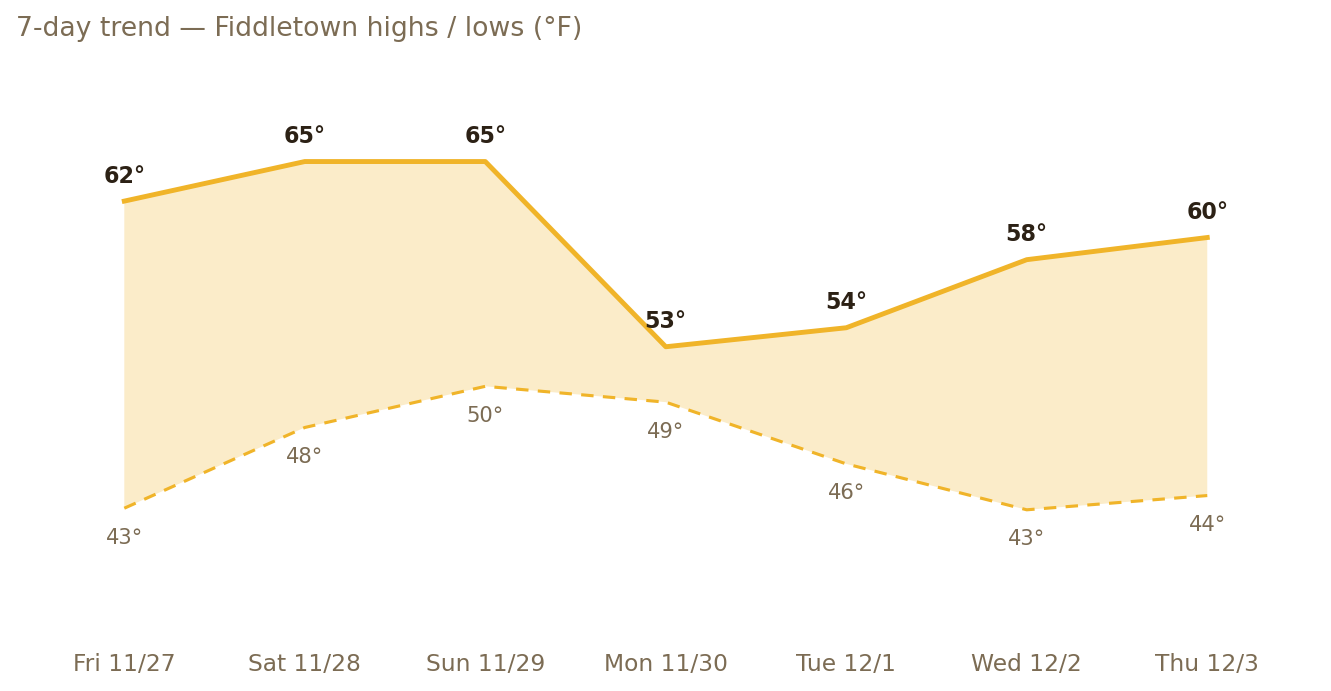 7-day trend — Fiddletown highs / lows (°F)
62° 65° 65° 53° 54° 58° 60°
43° 48° 50° 49° 46° 43° 44°
Fri 11/27 Sat 11/28 Sun 11/29 Mon 11/30 Tue 12/1 Wed 12/2 Thu 12/3